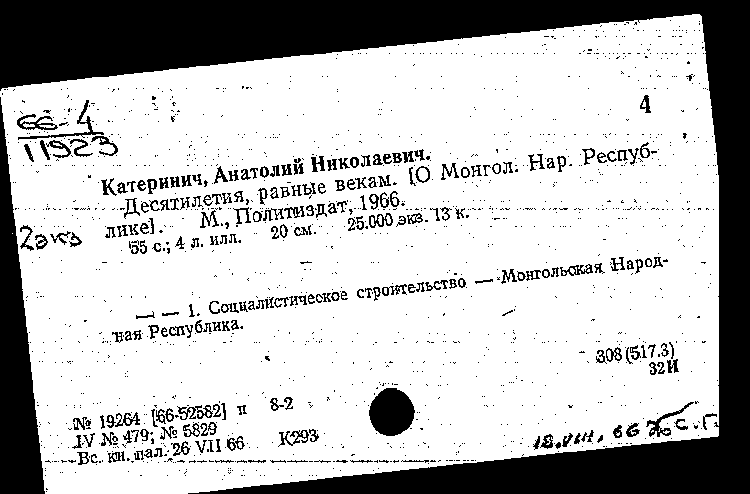 66-4
11923
4
Катеринич, Анатолий Николаевич.
Десятилетия, равные векам. [О Монгол. Нар. Респуб-
лике]. М., Политиздат, 1966.
2экз
55 с.; 4 л. илл. 20 см. 25.000 экз. 13 к.
— — 1. Социалистическое строительство — Монгольская Народ-
ная Республика.
308(517.3)
32И
№ 19264 [66-52582] п 8-2
IV № 479; № 5829
Вс. кн. пал. 26 VII 66 К293
18.VIII. 66